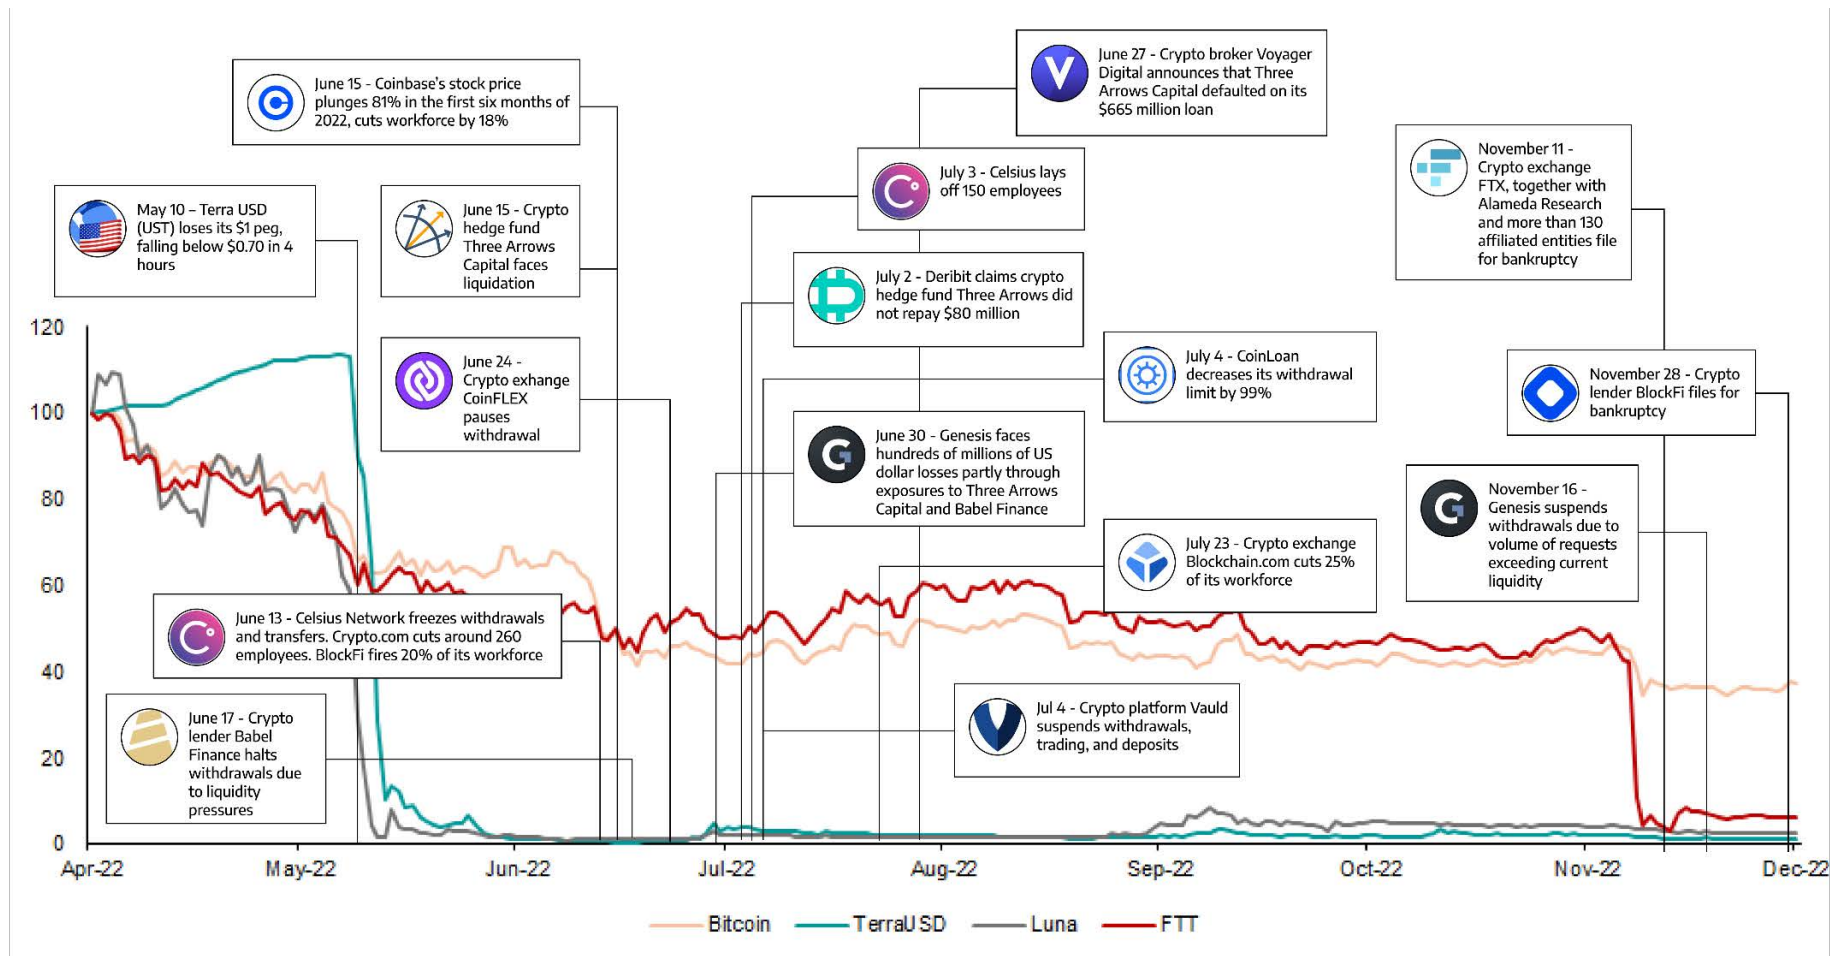 June 27 - Crypto broker Voyager
Digital announces that Three
Arrows Capital defaulted on its
$665 million loan
June 15 - Coinbase's stock price
plunges 81% in the first six months of
2022, cuts workforce by 18%
November 11 -
Crypto exchange
FTX, together with
Alameda Research
and more than 130
affiliated entities file
for bankruptcy
July 3 - Celsius lays
off 150 employees
May 10 – Terra USD
(UST) loses its $1 peg,
falling below $0.70 in 4
hours
June 15 - Crypto
hedge fund
Three Arrows
Capital faces
liquidation
July 2 - Deribit claims crypto
hedge fund Three Arrows did
not repay $80 million
June 24 -
Crypto exhange
CoinFLEX
pauses
withdrawal
July 4 - CoinLoan
decreases its withdrawal
limit by 99%
November 28 - Crypto
lender BlockFi files for
bankruptcy
June 30 - Genesis faces
hundreds of millions of US
dollar losses partly through
exposures to Three Arrows
Capital and Babel Finance
November 16 -
Genesis suspends
withdrawals due to
volume of requests
exceeding current
liquidity
July 23 - Crypto exchange
Blockchain.com cuts 25%
of its workforce
June 13 - Celsius Network freezes withdrawals
and transfers. Crypto.com cuts around 260
employees. BlockFi fires 20% of its workforce
June 17 - Crypto
lender Babel
Finance halts
withdrawals due
to liquidity
pressures
Jul 4 - Crypto platform Vauld
suspends withdrawals,
trading, and deposits
120
100
80
60
40
20
0
Apr-22 May-22 Jun-22 Jul-22 Aug-22 Sep-22 Oct-22 Nov-22 Dec-22
Bitcoin TerraUSD Luna FTT